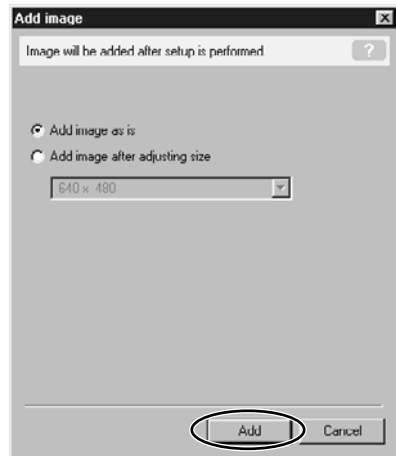 Add image
Image will be added after setup is performed.
?
Add image as is
Add image after adjusting size
640 x 480
Add
Cancel